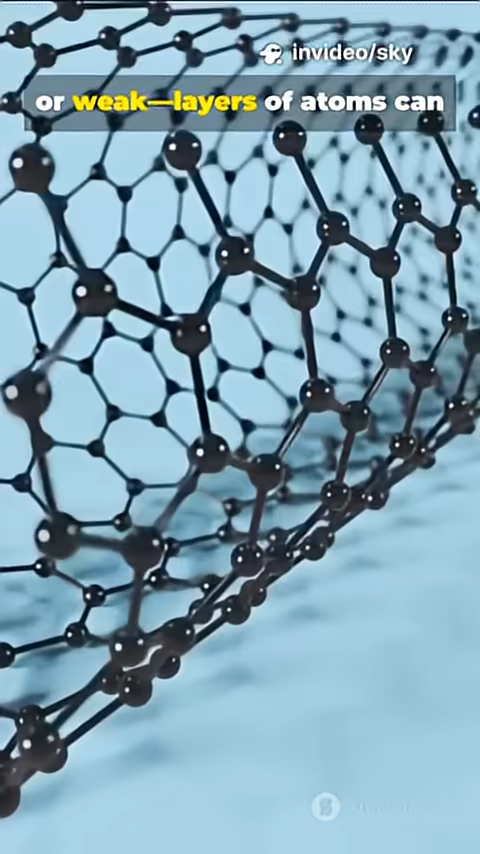 invideo/sky
or weak—layers of atoms can